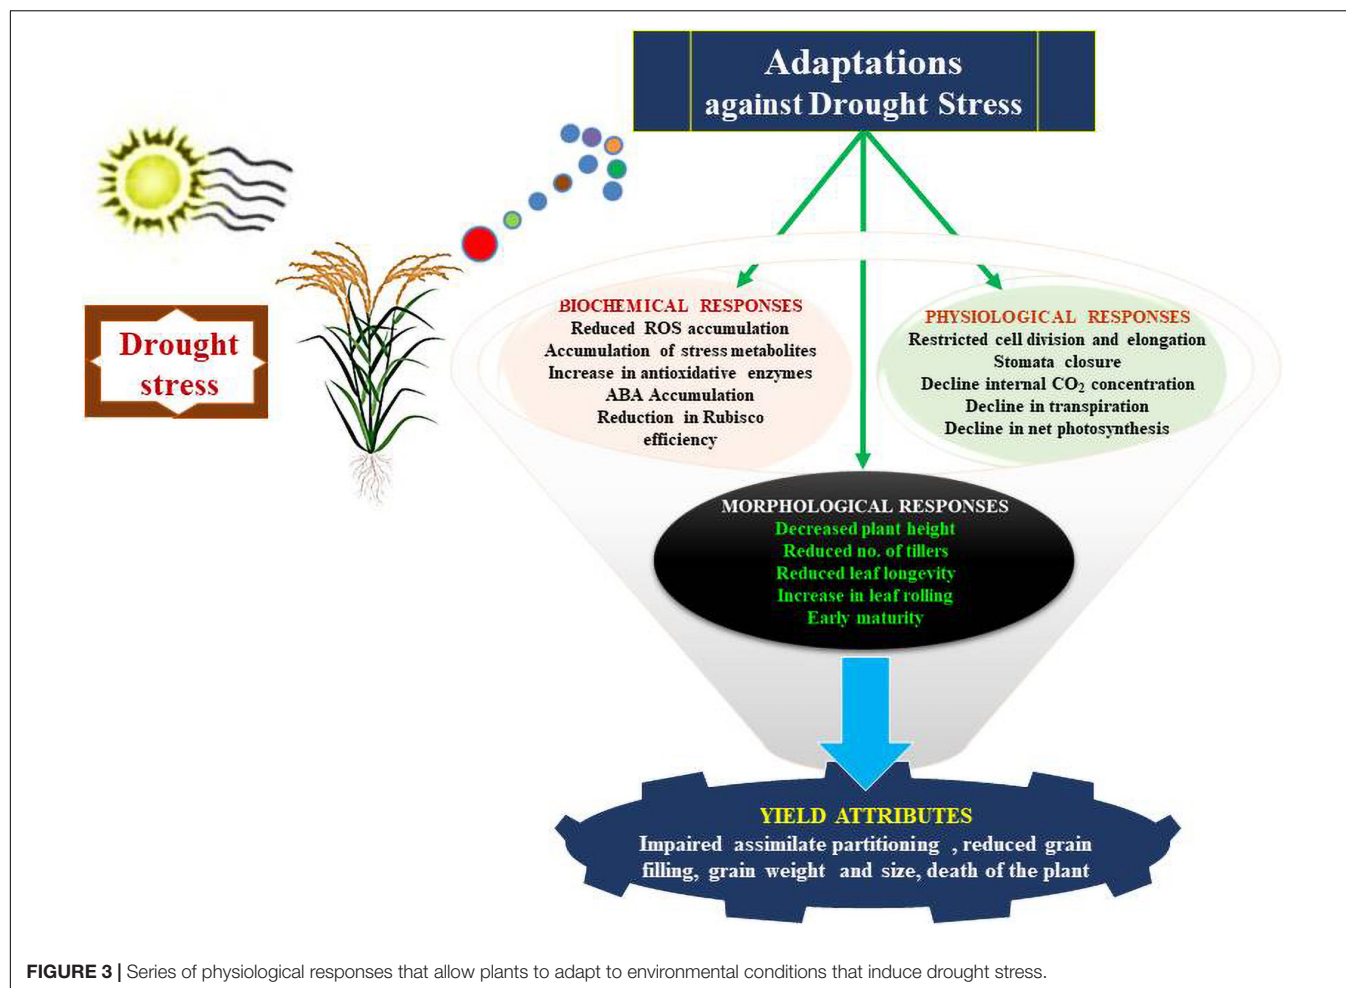 Adaptations
against Drought Stress
Drought
stress
BIOCHEMICAL RESPONSES
Reduced ROS accumulation
Accumulation of stress metabolites
Increase in antioxidative enzymes
ABA Accumulation
Reduction in Rubisco
efficiency
PHYSIOLOGICAL RESPONSES
Restricted cell division and elongation
Stomata closure
Decline internal CO₂ concentration
Decline in transpiration
Decline in net photosynthesis
MORPHOLOGICAL RESPONSES
Decreased plant height
Reduced no. of tillers
Reduced leaf longevity
Increase in leaf rolling
Early maturity
YIELD ATTRIBUTES
Impaired assimilate partitioning , reduced grain
filling, grain weight and size, death of the plant
FIGURE 3 | Series of physiological responses that allow plants to adapt to environmental conditions that induce drought stress.